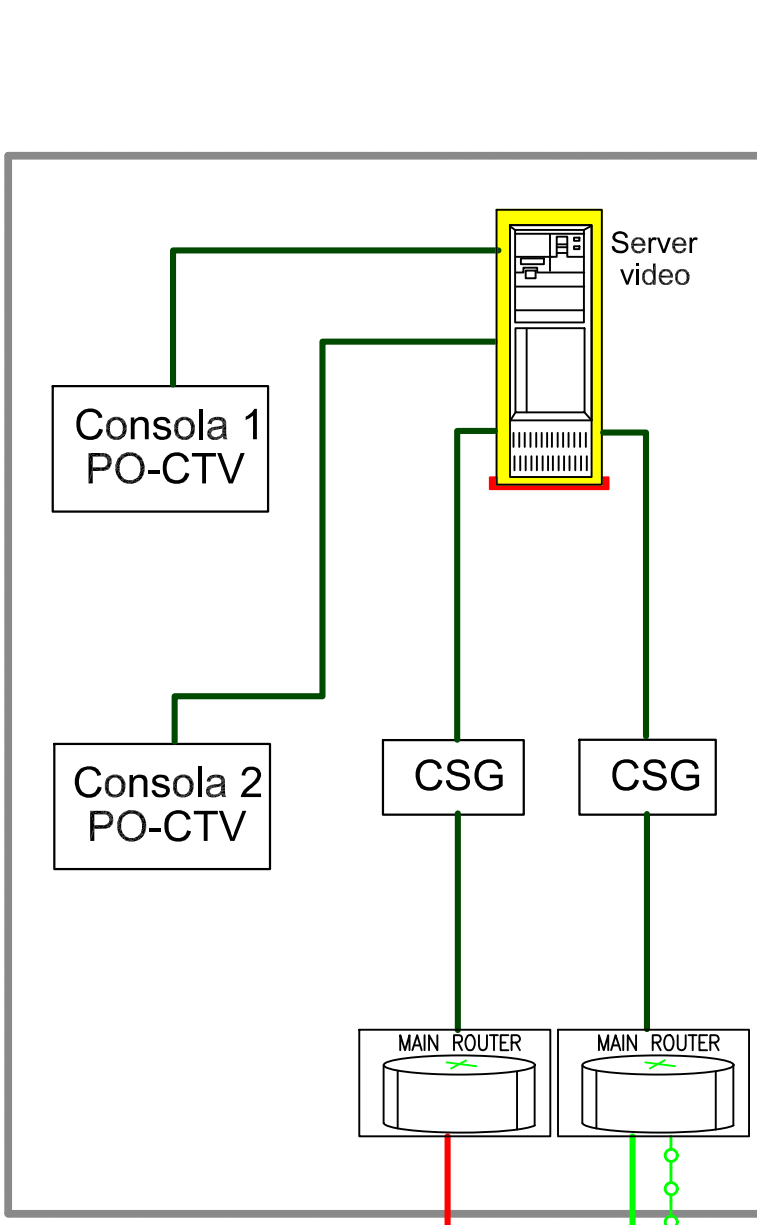 Server
video
Consola 1
PO-CTV
Consola 2
PO-CTV
CSG
CSG
MAIN ROUTER
MAIN ROUTER